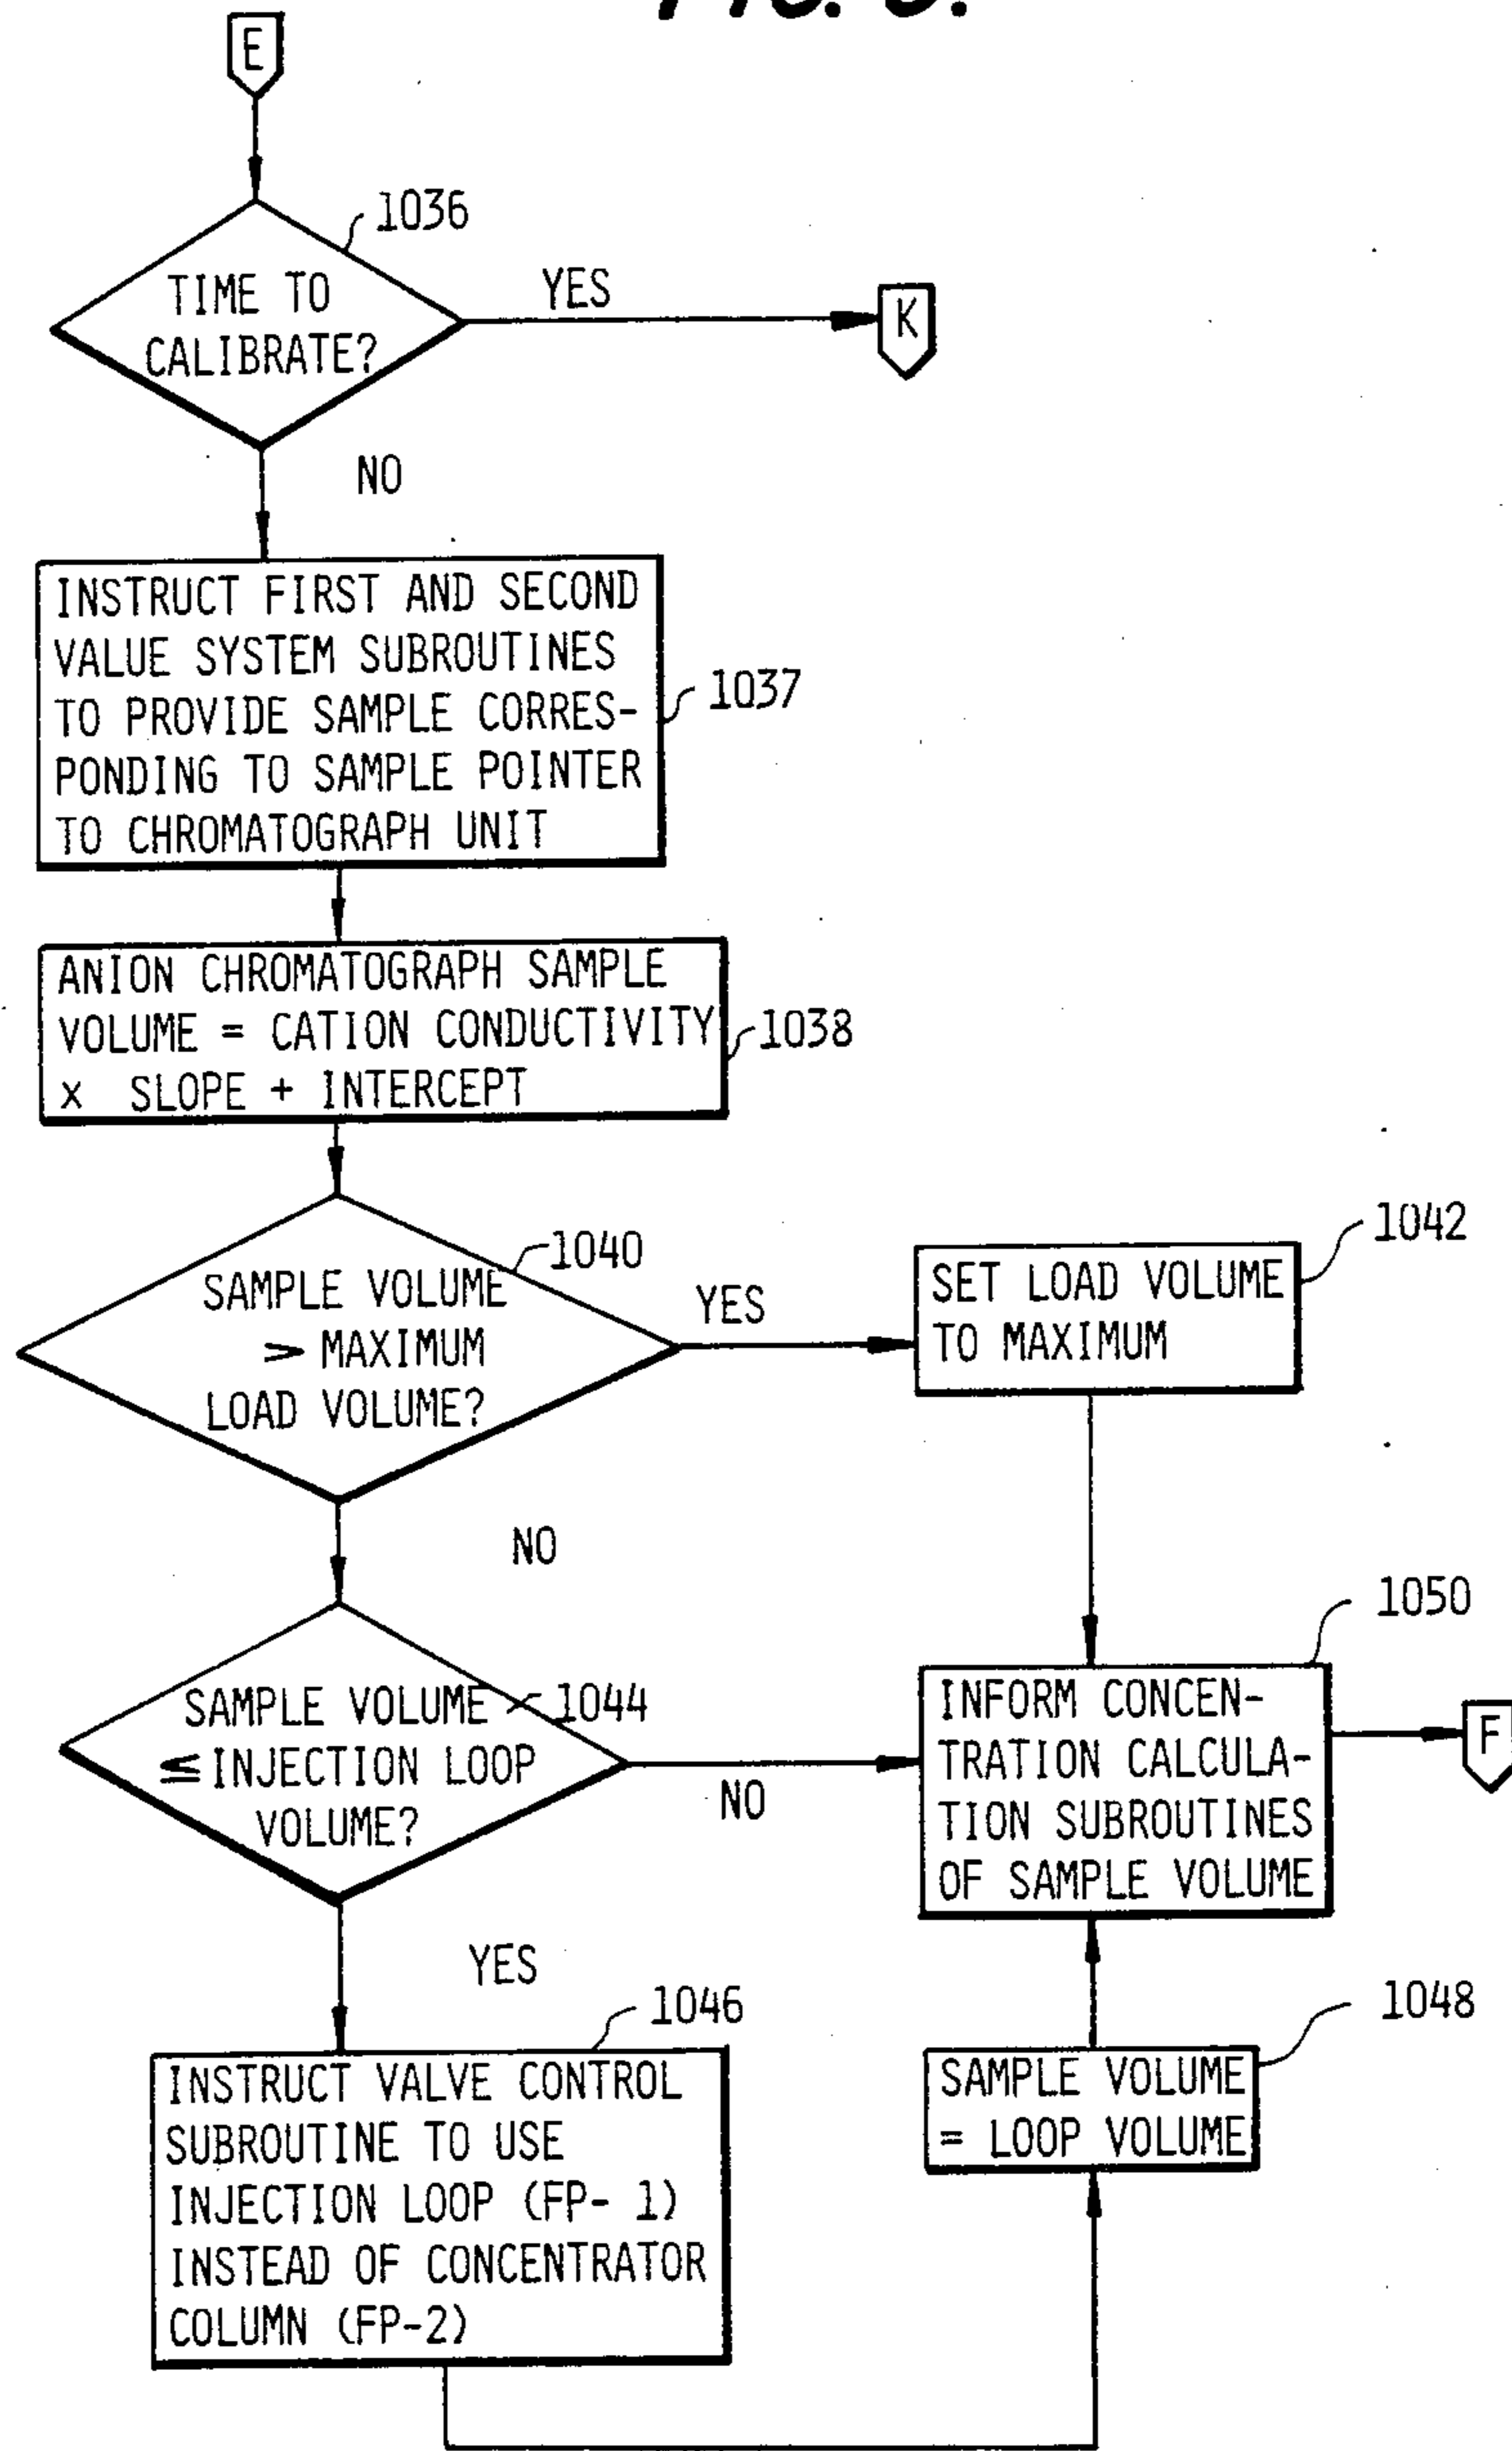 E
1036
TIME TO
CALIBRATE?
YES
K
NO
INSTRUCT FIRST AND SECOND
VALUE SYSTEM SUBROUTINES
TO PROVIDE SAMPLE CORRES-
PONDING TO SAMPLE POINTER
TO CHROMATOGRAPH UNIT
1037
ANION CHROMATOGRAPH SAMPLE
VOLUME = CATION CONDUCTIVITY
x SLOPE + INTERCEPT
1038
1040
SAMPLE VOLUME
> MAXIMUM
LOAD VOLUME?
YES
1042
SET LOAD VOLUME
TO MAXIMUM
NO
1044
SAMPLE VOLUME
≦ INJECTION LOOP
VOLUME?
NO
1050
INFORM CONCEN-
TRATION CALCULA-
TION SUBROUTINES
OF SAMPLE VOLUME
F
YES
1046
INSTRUCT VALVE CONTROL
SUBROUTINE TO USE
INJECTION LOOP (FP- 1)
INSTEAD OF CONCENTRATOR
COLUMN (FP-2)
1048
SAMPLE VOLUME
= LOOP VOLUME